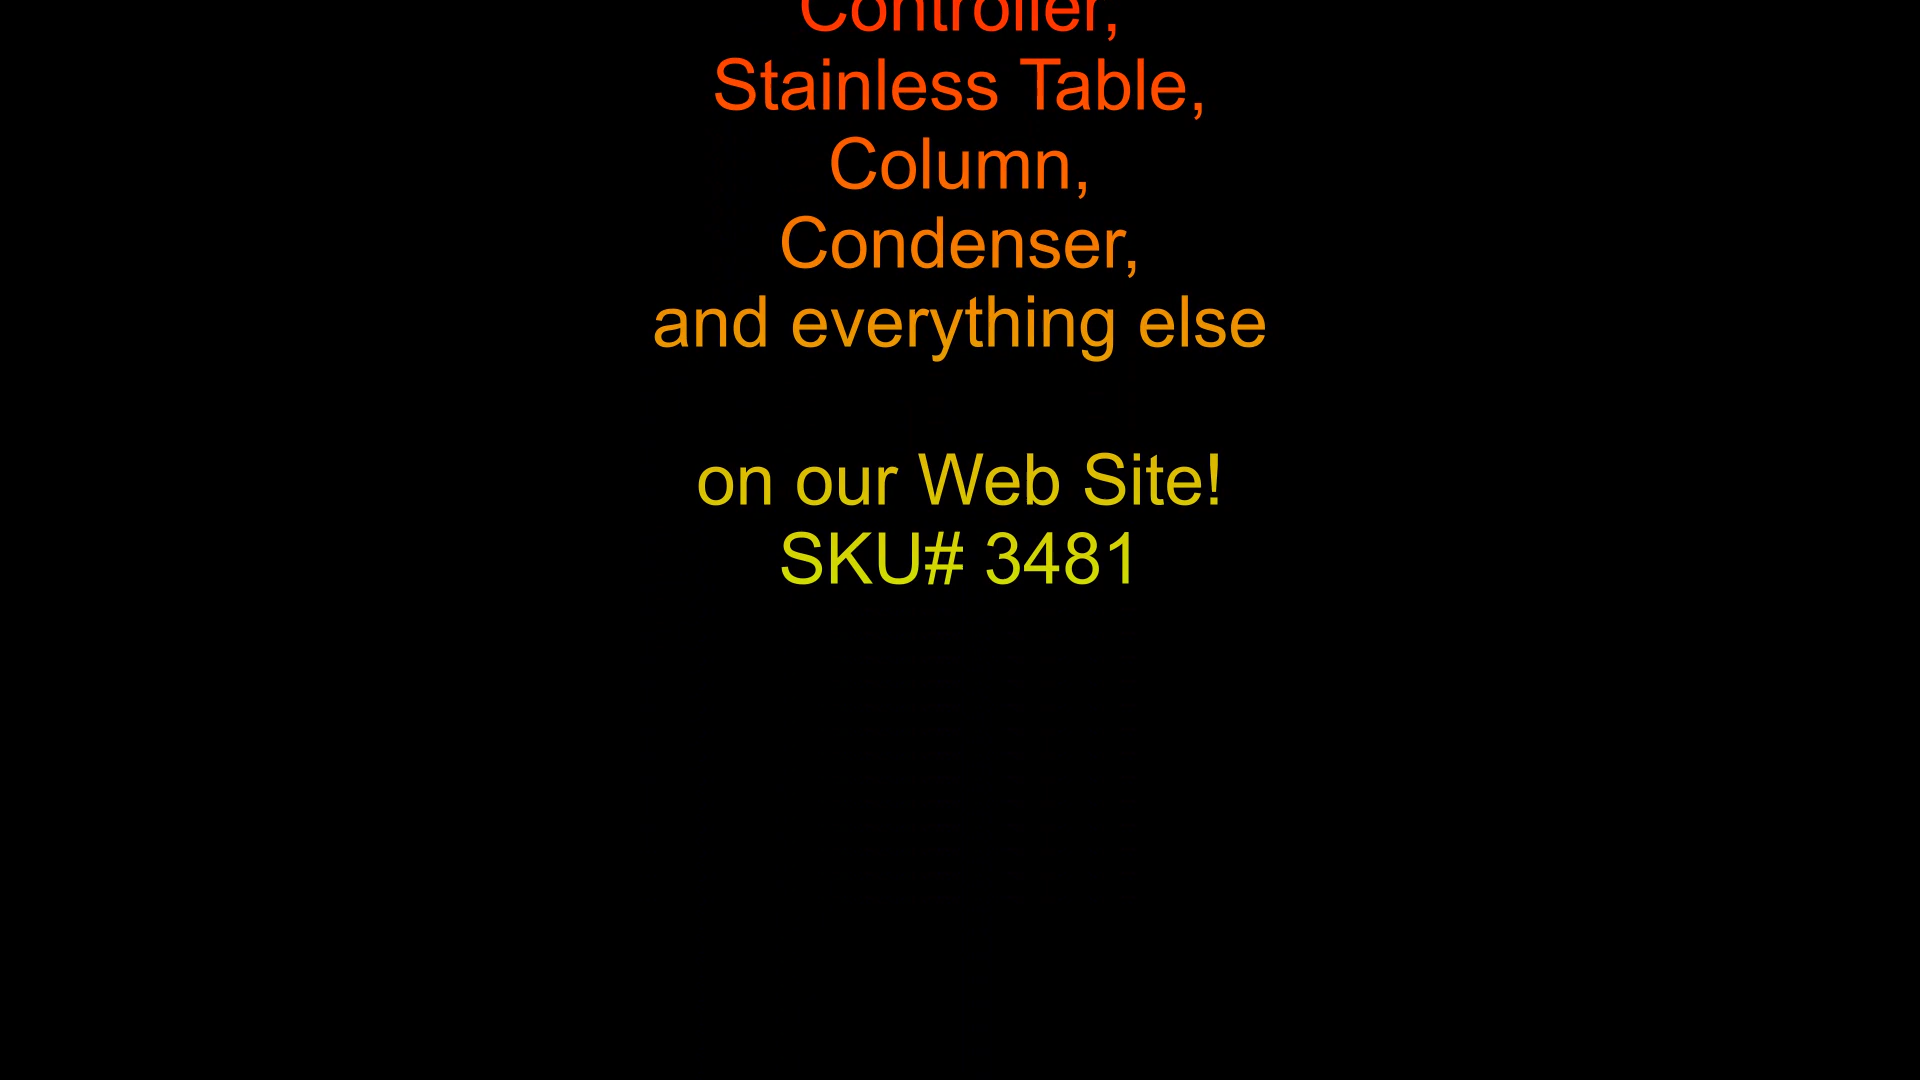 Controller,
Stainless Table,
Column,
Condenser,
and everything else
on our Web Site!
SKU# 3481